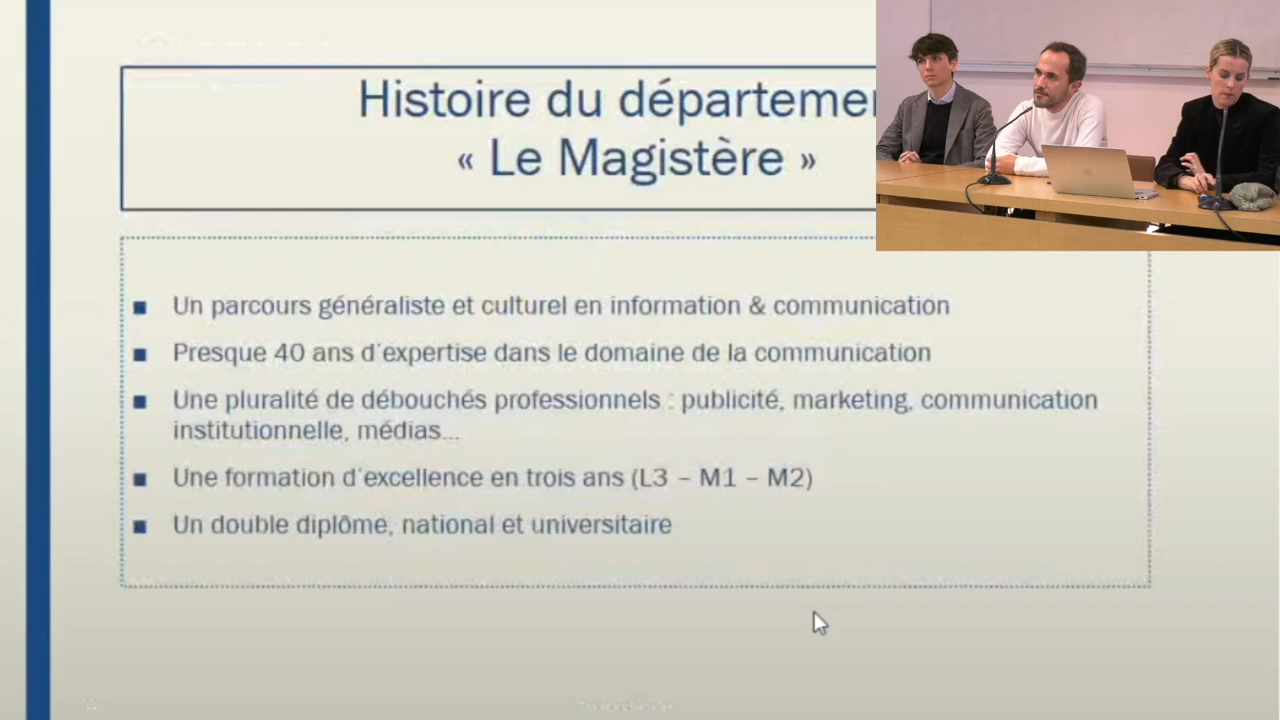 Histoire du départemen
« Le Magistère »
■ Un parcours généraliste et culturel en information & communication
■ Presque 40 ans d'expertise dans le domaine de la communication
■ Une pluralité de débouchés professionnels : publicité, marketing, communication
institutionnelle, médias...
■ Une formation d'excellence en trois ans (L3 – M1 – M2)
■ Un double diplôme, national et universitaire